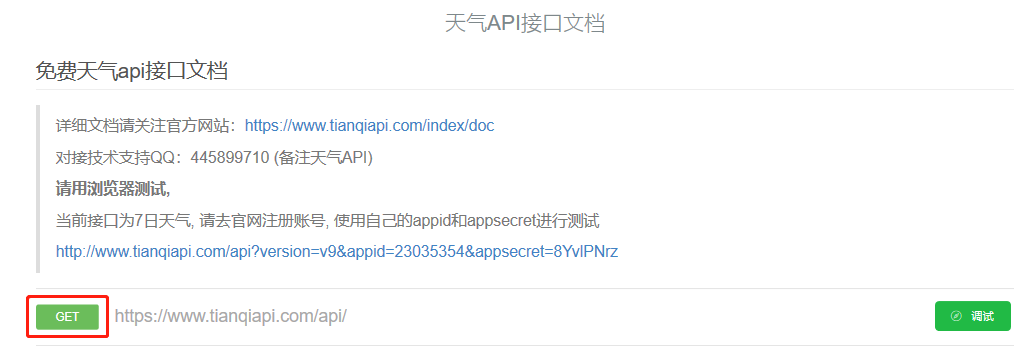 天气API接口文档
免费天气api接口文档
详细文档请关注官方网站：https://www.tianqiapi.com/index/doc
对接技术支持QQ：445899710 (备注天气API)
请用浏览器测试,
当前接口为7日天气, 请去官网注册账号, 使用自己的appid和appsecret进行测试
http://www.tianqiapi.com/api?version=v9&appid=23035354&appsecret=8YvlPNrz
GET https://www.tianqiapi.com/api/ 调试